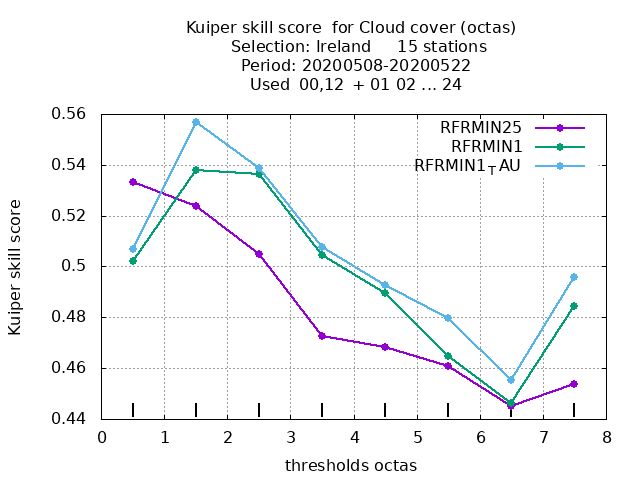 Kuiper skill score  for Cloud cover (octas)
Selection: Ireland     15 stations
Period: 20200508-20200522
Used  00,12  + 01 02 ... 24
RFRMIN25
RFRMIN1
RFRMIN1TAU
Kuiper skill score
0.56
0.54
0.52
0.5
0.48
0.46
0.44
0 1 2 3 4 5 6 7 8
thresholds octas